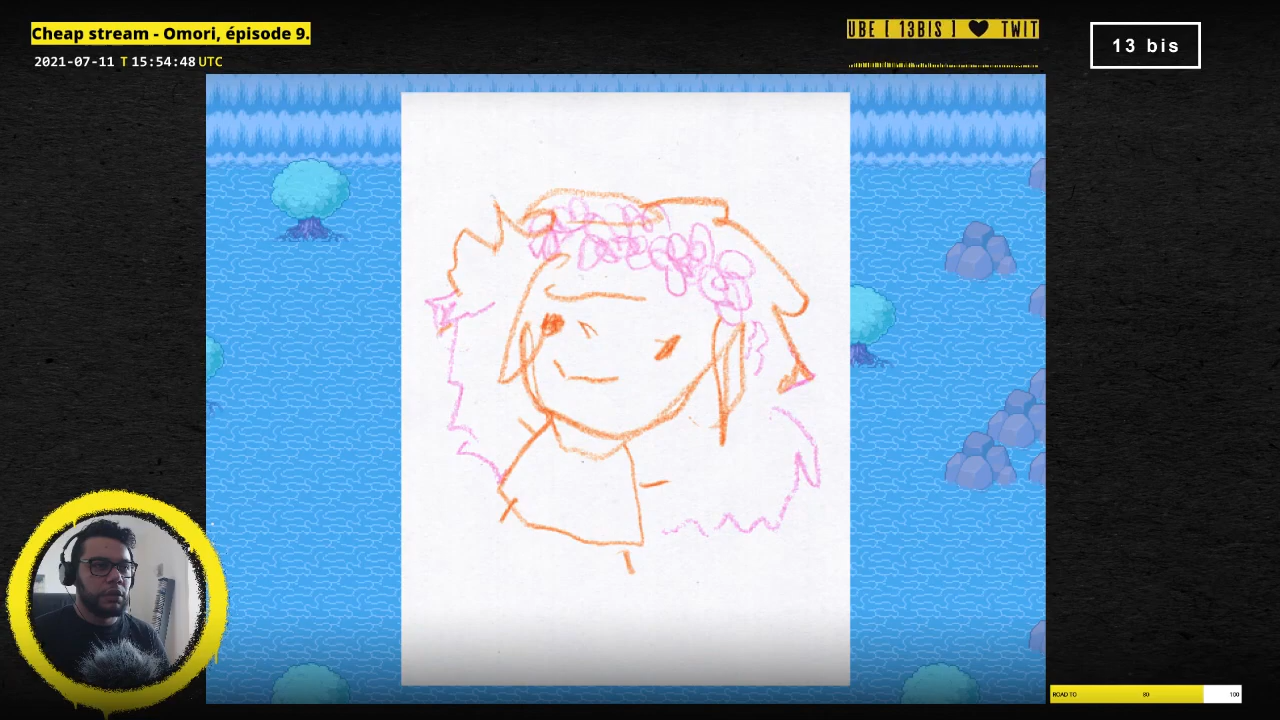 Cheap stream - Omori, épisode 9.
2021-07-11 T 15:54:48 UTC
UBE [ 13BIS ] ♥ TWIT
13 bis
ROAD TO 80 100